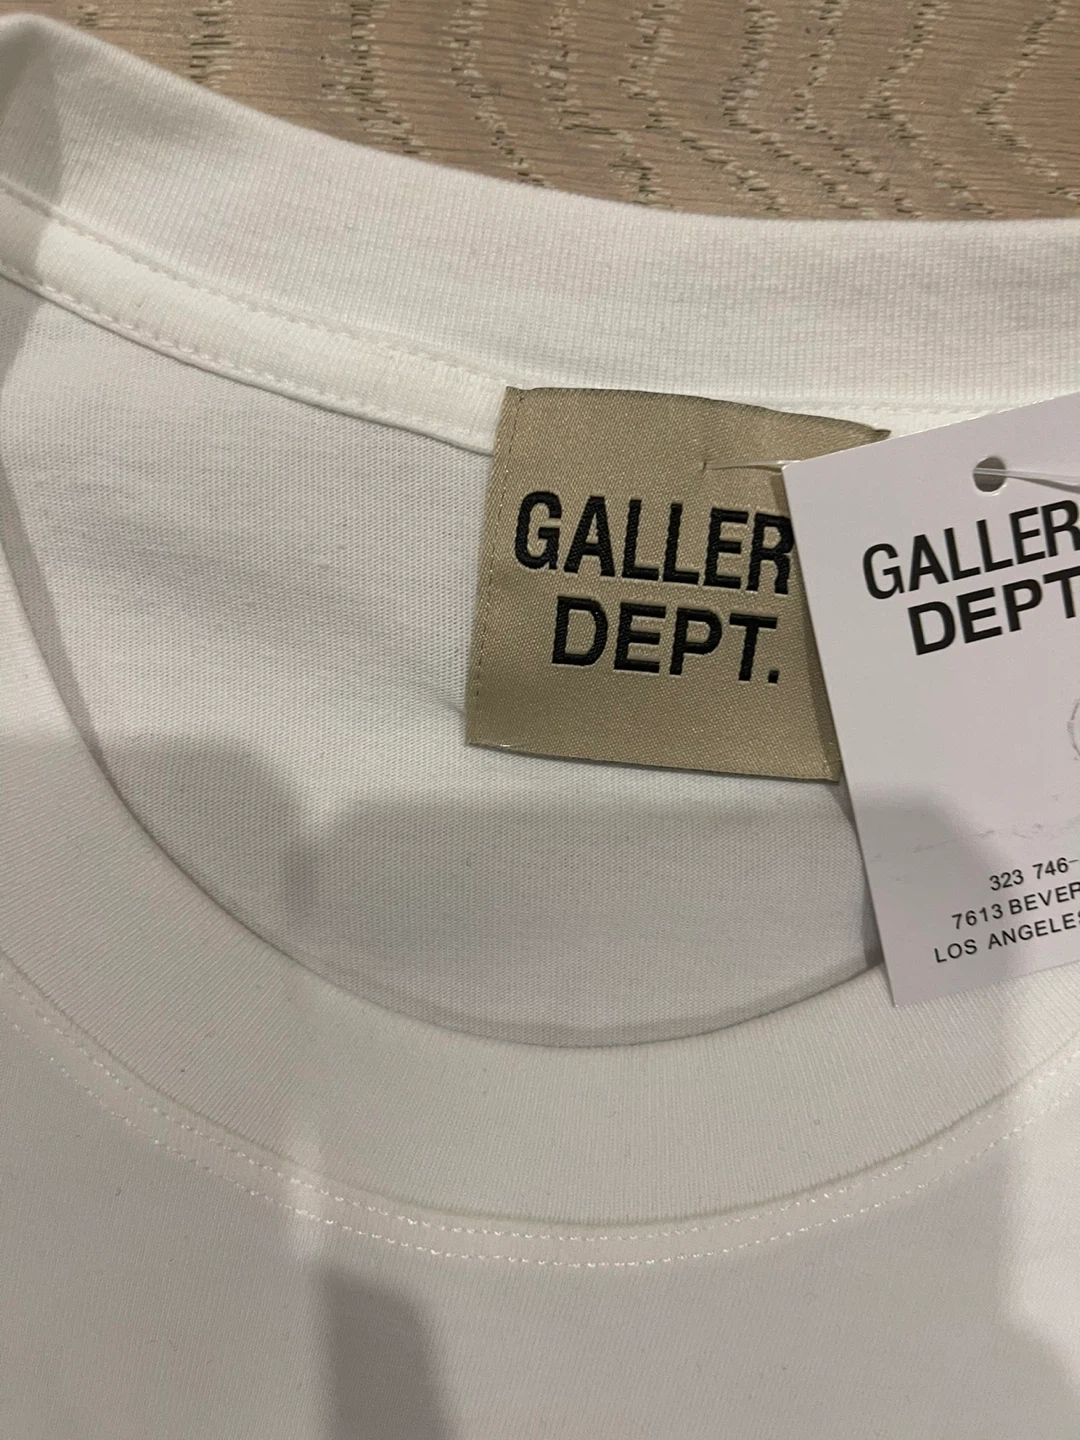 GALLER
DEPT.
GALLER
DEPT
323 746-
7613 BEVER
LOS ANGELES